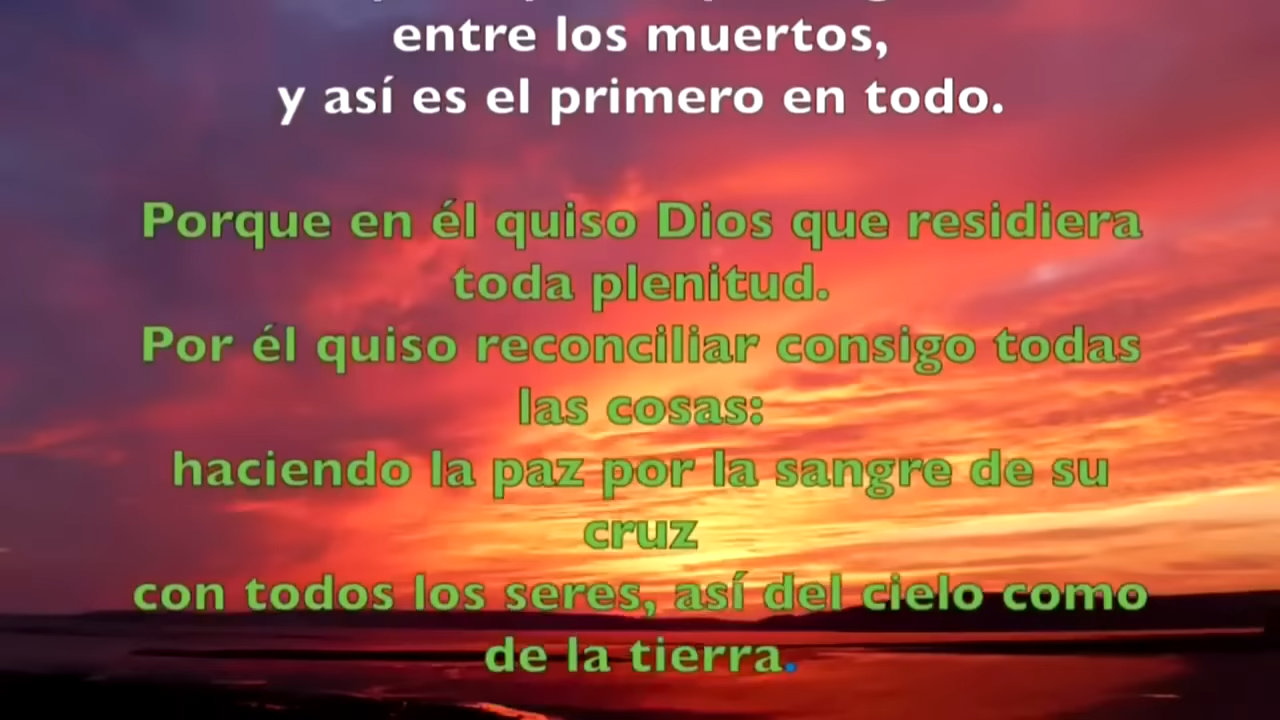 entre los muertos,
y así es el primero en todo.
Porque en él quiso Dios que residiera
toda plenitud.
Por él quiso reconciliar consigo todas
las cosas:
haciendo la paz por la sangre de su
cruz
con todos los seres, así del cielo como
de la tierra.